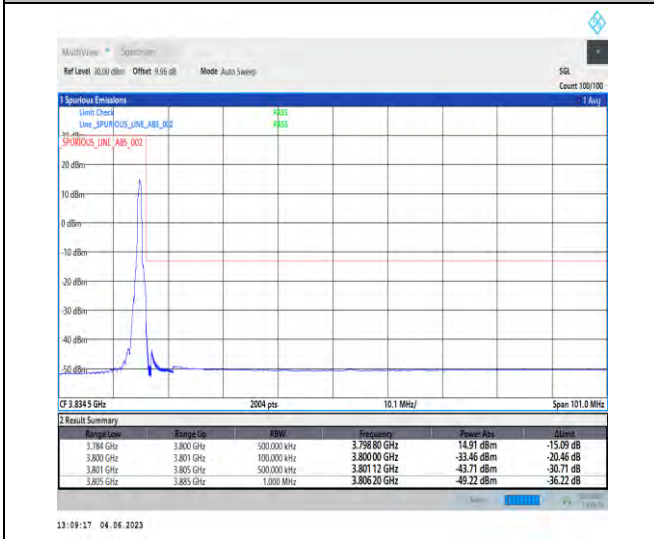 MultiView Spectrum
Ref Level 30.00 dBm Offset 9.96 dB Mode Auto Sweep SGL
Count 100/100
1 Spurious Emissions 1 Avg
Limit Check PASS
Line _SPURIOUS_LINE_ABS_002 PASS
30 dBm
_SPURIOUS_LINE_ABS_002
20 dBm
10 dBm
0 dBm
-10 dBm
-20 dBm
-30 dBm
-40 dBm
-50 dBm
CF 3.834 5 GHz 2004 pts 10.1 MHz/ Span 101.0 MHz
2 Result Summary
Range Low Range Up RBW Frequency Power Abs ΔLimit
3.784 GHz 3.800 GHz 500.000 kHz 3.798 80 GHz 14.91 dBm -15.09 dB
3.800 GHz 3.801 GHz 100.000 kHz 3.800 00 GHz -33.46 dBm -20.46 dB
3.801 GHz 3.805 GHz 500.000 kHz 3.801 12 GHz -43.71 dBm -30.71 dB
3.805 GHz 3.885 GHz 1.000 MHz 3.806 20 GHz -49.22 dBm -36.22 dB
13:09:17 04.06.2023